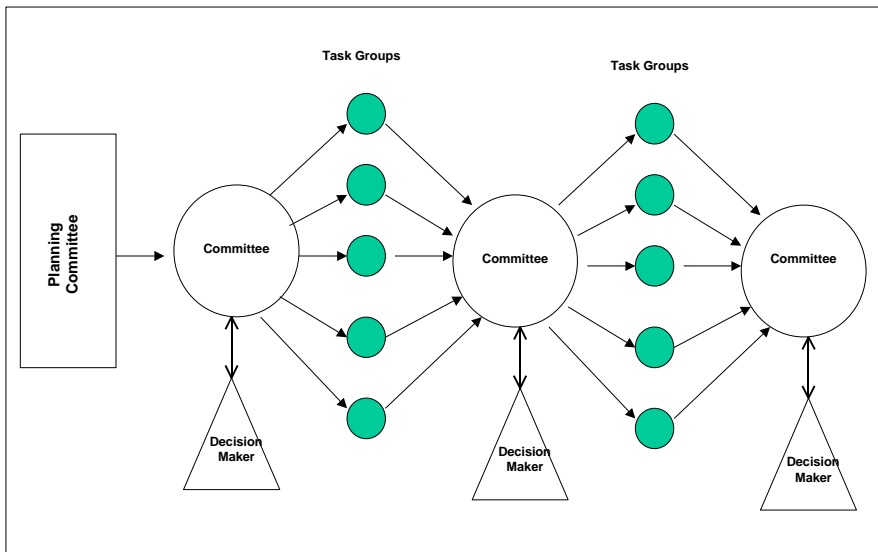 Task Groups
Task Groups
Planning
Committee
Committee
Committee
Committee
Decision
Maker
Decision
Maker
Decision
Maker